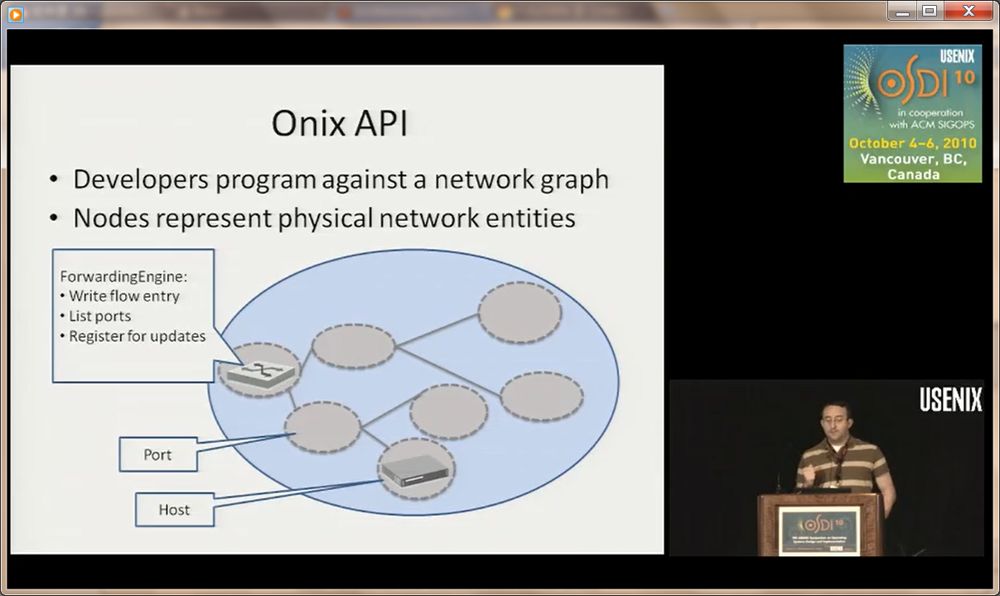 Onix API
• Developers program against a network graph
• Nodes represent physical network entities
ForwardingEngine:
• Write flow entry
• List ports
• Register for updates
Port
Host
USENIX
OSDI 10
in cooperation
with ACM SIGOPS
October 4–6, 2010
Vancouver, BC,
Canada
USENIX
OSDI 10